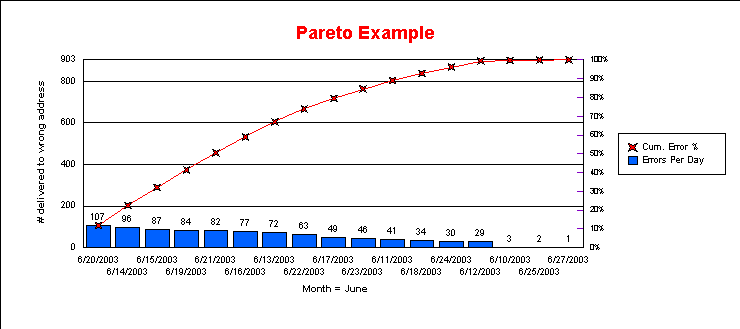 Pareto Example
903
800
600
400
200
0
# delivered to wrong address
100%
90%
80%
70%
60%
50%
40%
30%
20%
10%
0%
107 96 87 84 82 77 72 63 49 46 41 34 30 29 3 2 1
6/20/2003 6/15/2003 6/21/2003 6/13/2003 6/17/2003 6/11/2003 6/24/2003 6/10/2003 6/27/2003
6/14/2003 6/19/2003 6/16/2003 6/22/2003 6/23/2003 6/18/2003 6/12/2003 6/25/2003
Month = June
Cum. Error %
Errors Per Day